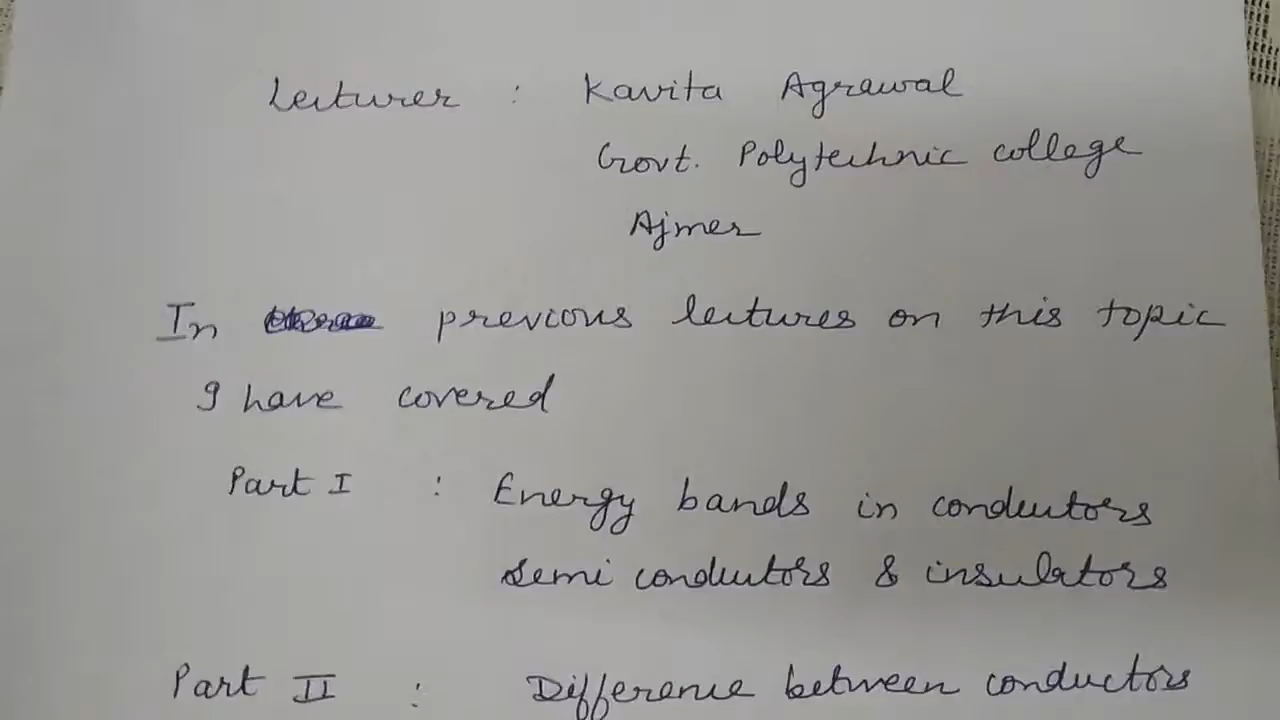 Lecturer : Kavita Agrawal
Govt. Polytechnic college
Ajmer
In previous lectures on this topic
I have covered
Part I : Energy bands in conductors
semi conductors & insulators
Part II : Difference between conductors